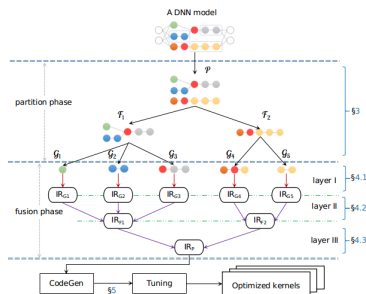 A DNN model
𝒫
partition phase
§3
ℱ1
ℱ2
𝒢1 𝒢2 𝒢3 𝒢4 𝒢5
layer I
§4.1
IRG1 IRG2 IRG3 IRG4 IRG5
layer II
§4.2
fusion phase
IRF1 IRF2
layer III
§4.3
IRP
CodeGen
§5
Tuning
Optimized kernels